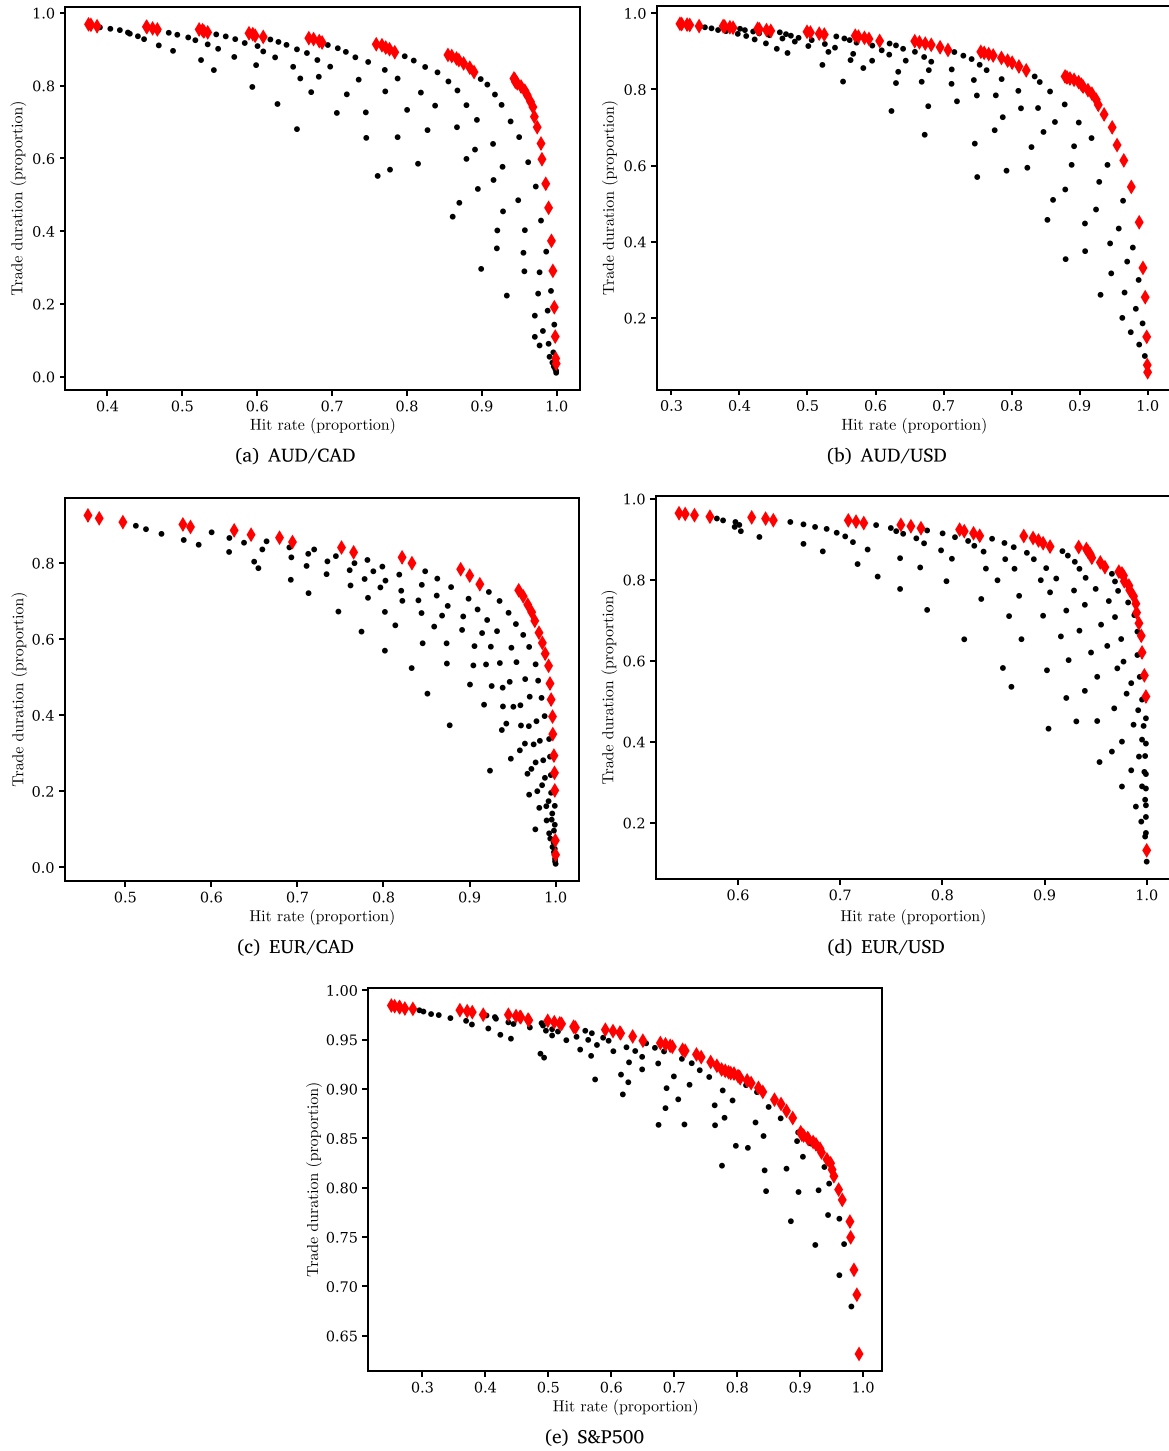 1.0
0.8
0.6
0.4
0.2
0.0
Trade duration (proportion)
0.4 0.5 0.6 0.7 0.8 0.9 1.0
Hit rate (proportion)
(a) AUD/CAD
1.0
0.8
0.6
0.4
0.2
Trade duration (proportion)
0.3 0.4 0.5 0.6 0.7 0.8 0.9 1.0
Hit rate (proportion)
(b) AUD/USD
0.8
0.6
0.4
0.2
0.0
Trade duration (proportion)
0.5 0.6 0.7 0.8 0.9 1.0
Hit rate (proportion)
(c) EUR/CAD
1.0
0.8
0.6
0.4
0.2
Trade duration (proportion)
0.6 0.7 0.8 0.9 1.0
Hit rate (proportion)
(d) EUR/USD
1.00
0.95
0.90
0.85
0.80
0.75
0.70
0.65
Trade duration (proportion)
0.3 0.4 0.5 0.6 0.7 0.8 0.9 1.0
Hit rate (proportion)
(e) S&P500